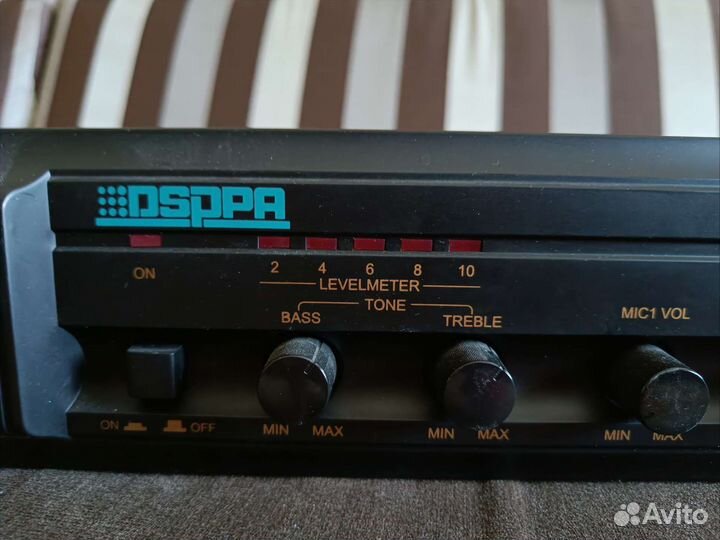 DSPPA
ON
2 4 6 8 10
LEVELMETER
TONE
BASS TREBLE
MIC1 VOL
ON OFF
MIN MAX MIN MAX MIN MAX
Avito